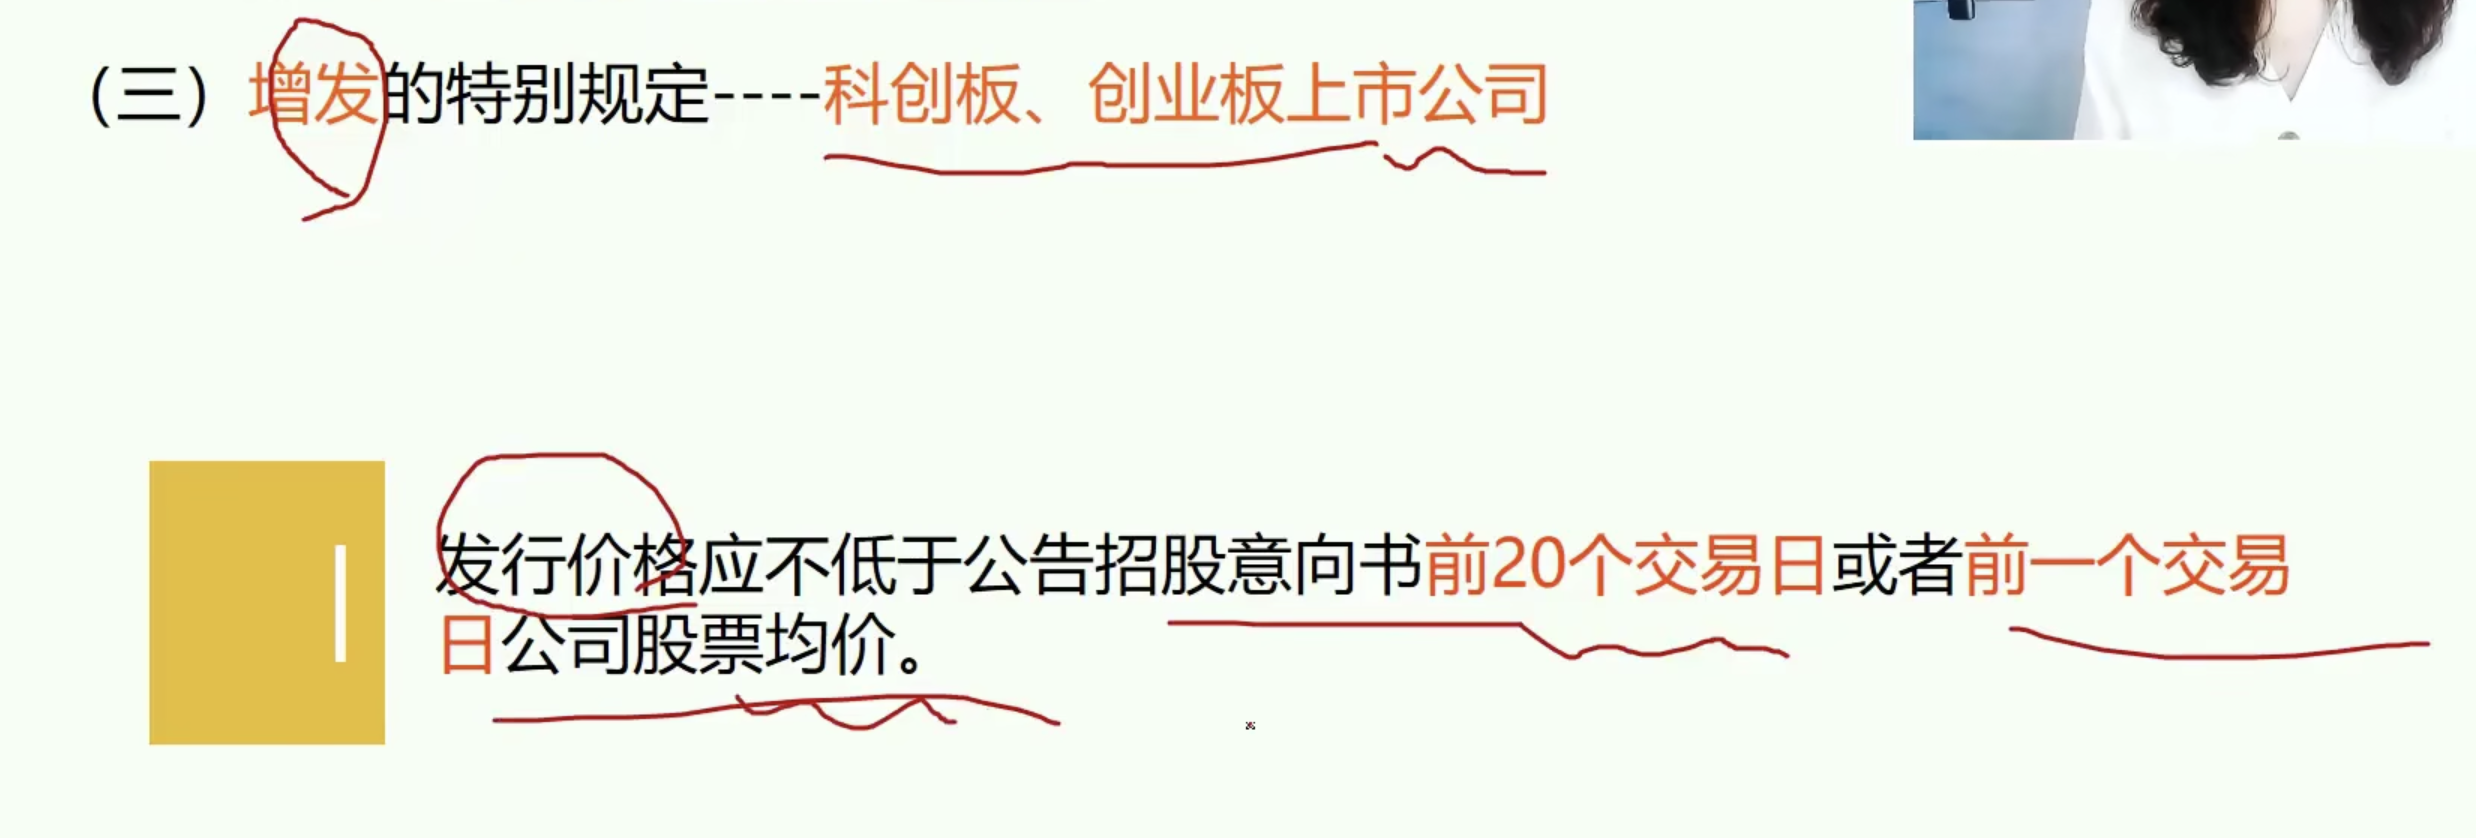 （三）增发的特别规定----科创板、创业板上市公司
发行价格应不低于公告招股意向书前20个交易日或者前一个交易
日公司股票均价。